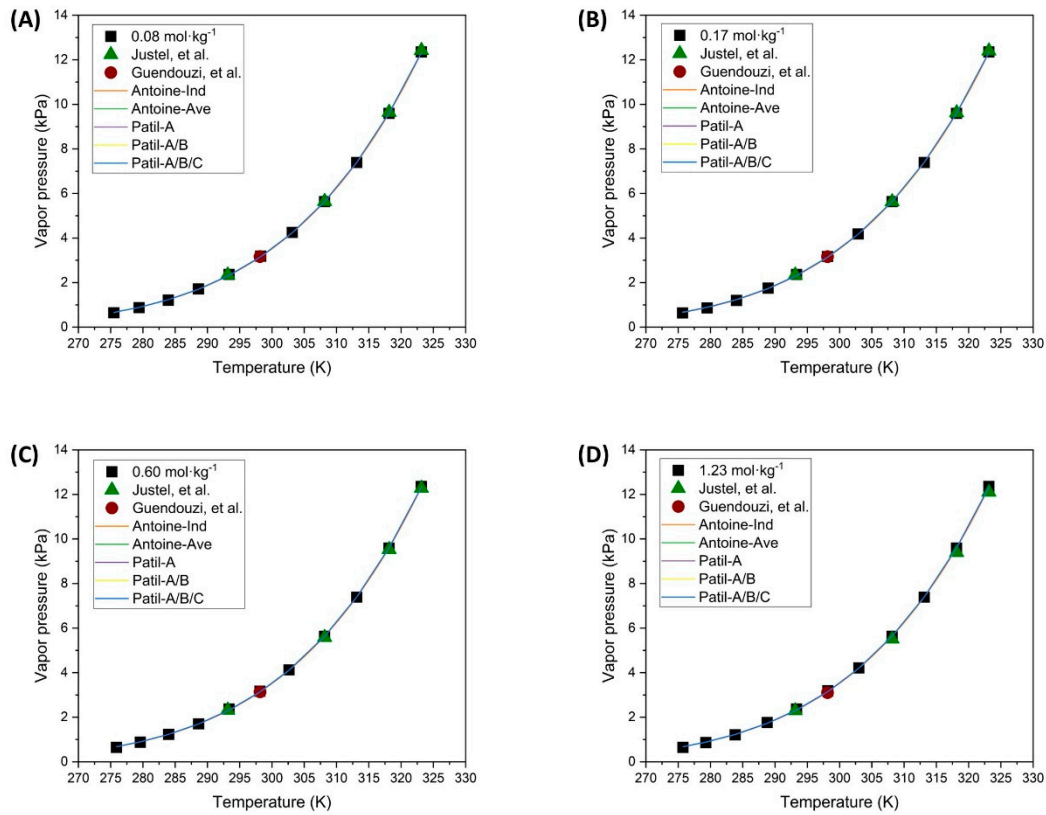 (A)
14
12
10
8
6
4
2
0
Vapor pressure (kPa)
0.08 mol·kg⁻¹
Justel, et al.
Guendouzi, et al.
Antoine-Ind
Antoine-Ave
Patil-A
Patil-A/B
Patil-A/B/C
270 275 280 285 290 295 300 305 310 315 320 325 330
Temperature (K)
(B)
14
12
10
8
6
4
2
0
Vapor pressure (kPa)
0.17 mol·kg⁻¹
Justel, et al.
Guendouzi, et al.
Antoine-Ind
Antoine-Ave
Patil-A
Patil-A/B
Patil-A/B/C
270 275 280 285 290 295 300 305 310 315 320 325 330
Temperature (K)
(C)
14
12
10
8
6
4
2
0
Vapor pressure (kPa)
0.60 mol·kg⁻¹
Justel, et al.
Guendouzi, et al.
Antoine-Ind
Antoine-Ave
Patil-A
Patil-A/B
Patil-A/B/C
270 275 280 285 290 295 300 305 310 315 320 325 330
Temperature (K)
(D)
14
12
10
8
6
4
2
0
Vapor pressure (kPa)
1.23 mol·kg⁻¹
Justel, et al.
Guendouzi, et al.
Antoine-Ind
Antoine-Ave
Patil-A
Patil-A/B
Patil-A/B/C
270 275 280 285 290 295 300 305 310 315 320 325 330
Temperature (K)